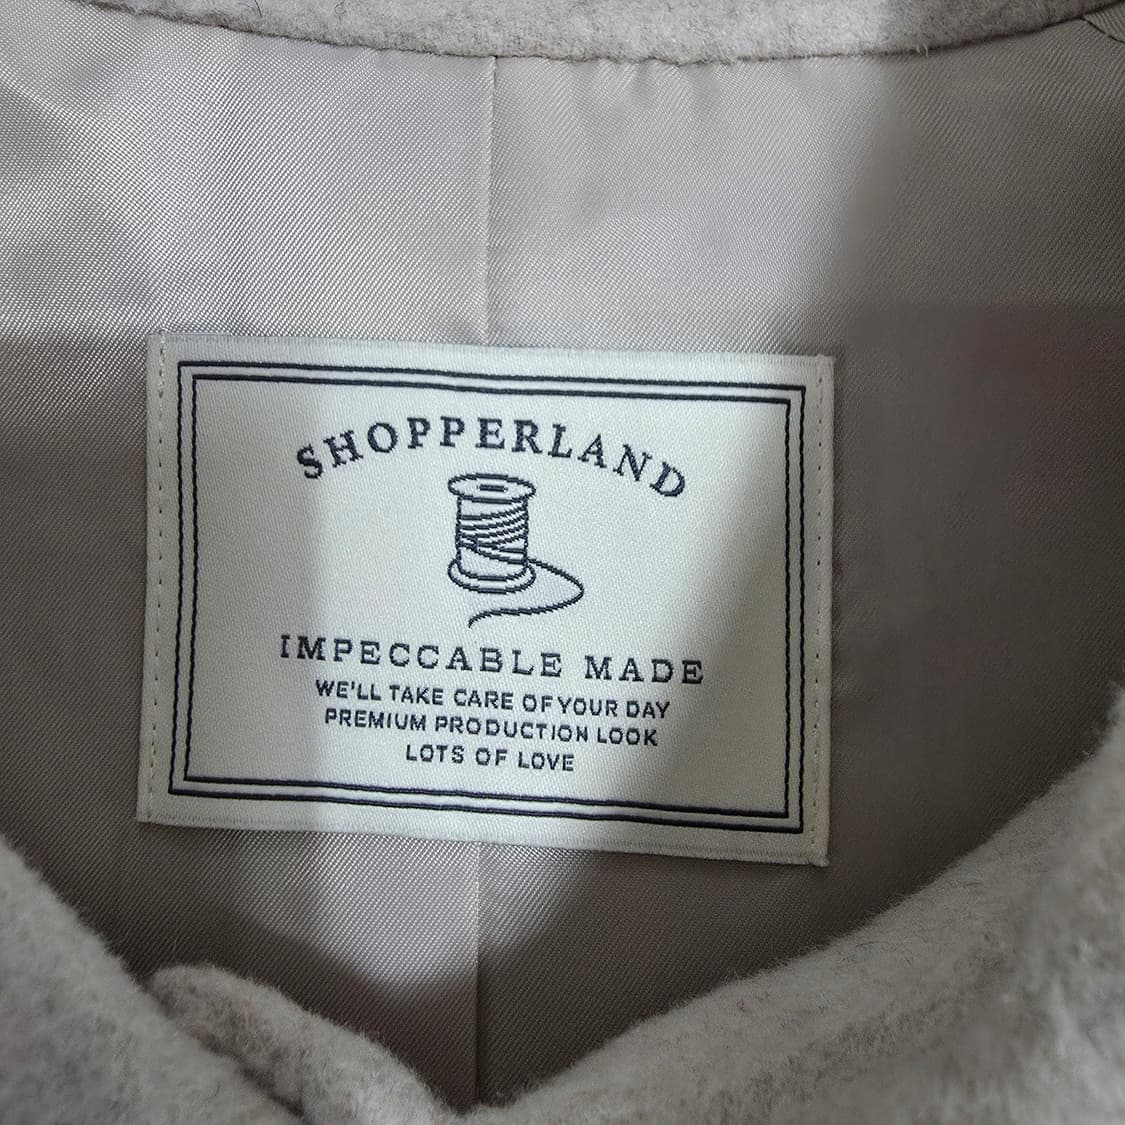 SHOPPERLAND
IMPECCABLE MADE
WE'LL TAKE CARE OF YOUR DAY
PREMIUM PRODUCTION LOOK
LOTS OF LOVE